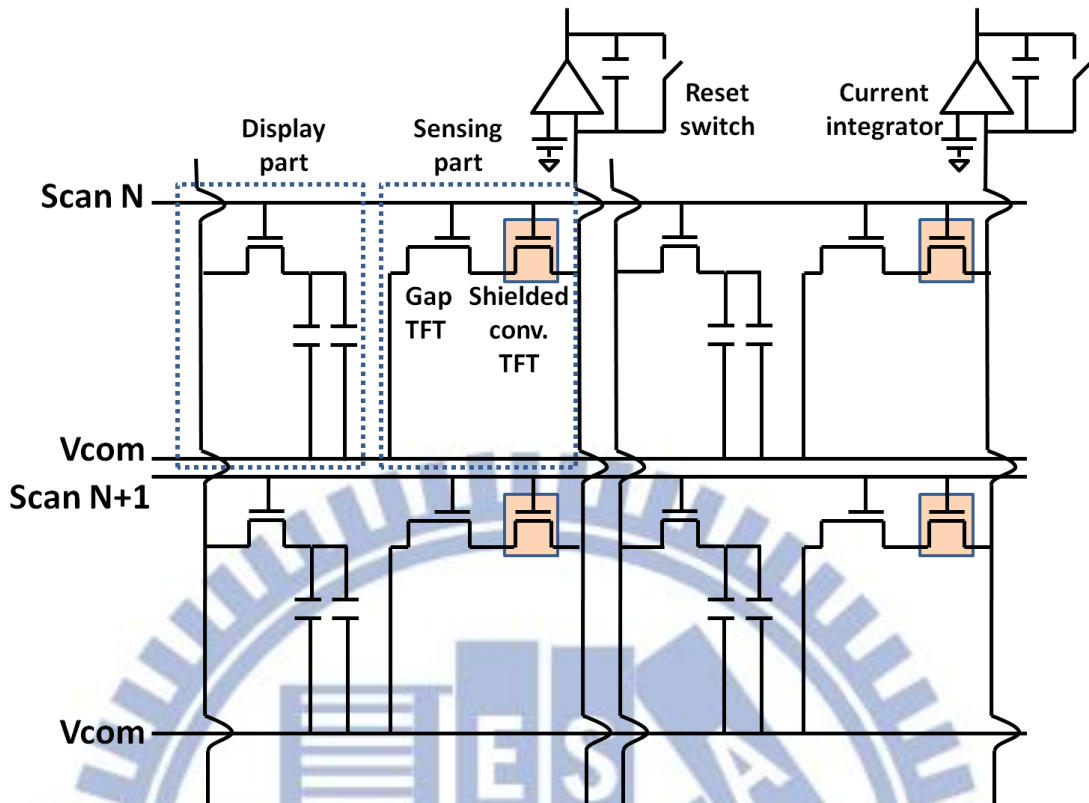 Display
part
Sensing
part
Reset
switch
Current
integrator
Scan N
Gap
TFT
Shielded
conv.
TFT
Vcom
Scan N+1
Vcom
E S A